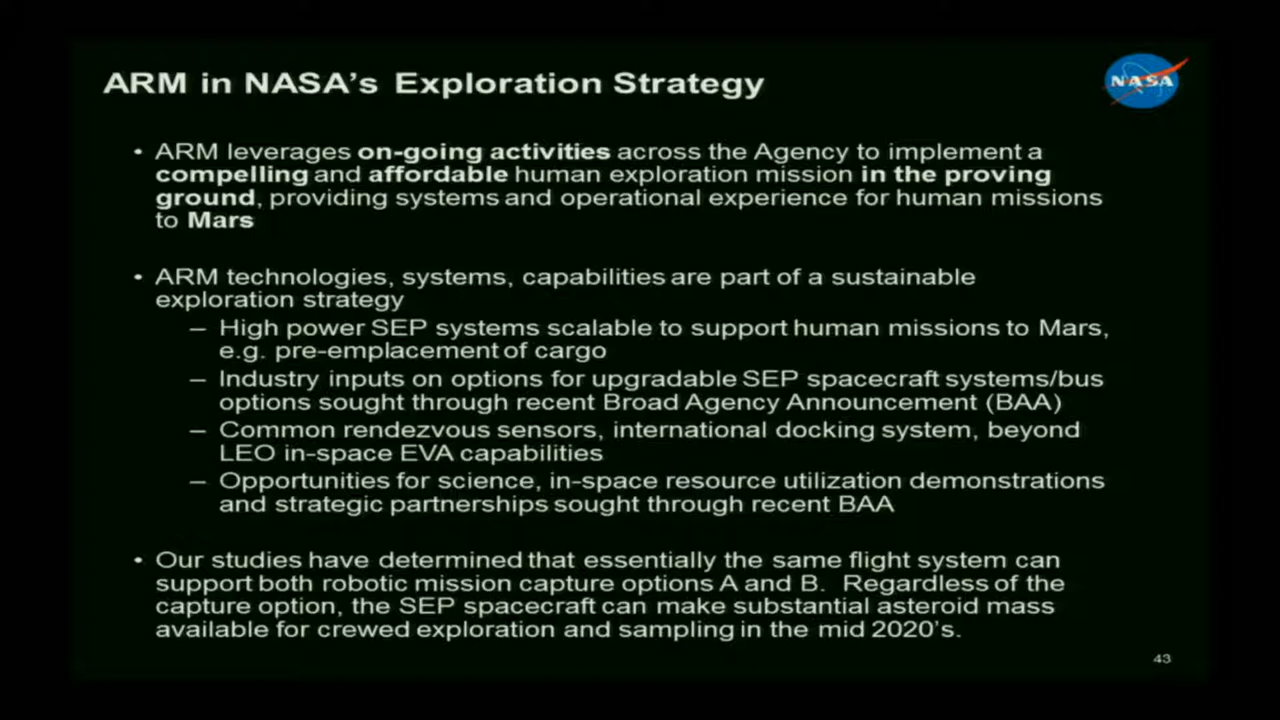 ARM in NASA's Exploration Strategy
NASA
• ARM leverages on-going activities across the Agency to implement a
compelling and affordable human exploration mission in the proving
ground, providing systems and operational experience for human missions
to Mars
• ARM technologies, systems, capabilities are part of a sustainable
exploration strategy
– High power SEP systems scalable to support human missions to Mars,
e.g. pre-emplacement of cargo
– Industry inputs on options for upgradable SEP spacecraft systems/bus
options sought through recent Broad Agency Announcement (BAA)
– Common rendezvous sensors, international docking system, beyond
LEO in-space EVA capabilities
– Opportunities for science, in-space resource utilization demonstrations
and strategic partnerships sought through recent BAA
• Our studies have determined that essentially the same flight system can
support both robotic mission capture options A and B. Regardless of the
capture option, the SEP spacecraft can make substantial asteroid mass
available for crewed exploration and sampling in the mid 2020's.
43